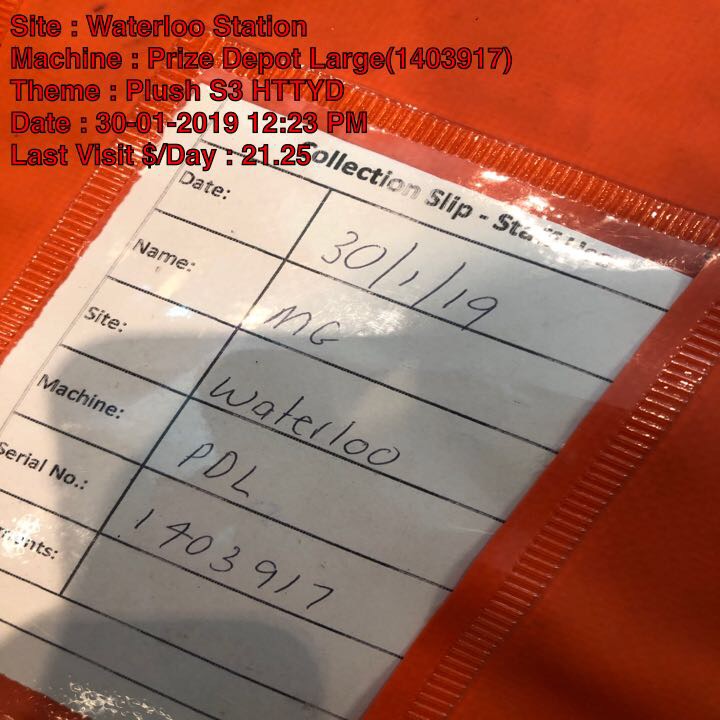 Site : Waterloo Station
Machine : Prize Depot Large(1403917)
Theme : Plush S3 HTTYD
Date : 30-01-2019 12:23 PM
Last Visit $/Day : 21.25
Collection Slip -
Date: 30/1/19
Name: MG
Site: Waterloo
Machine: PDL
Serial No.: 1403917